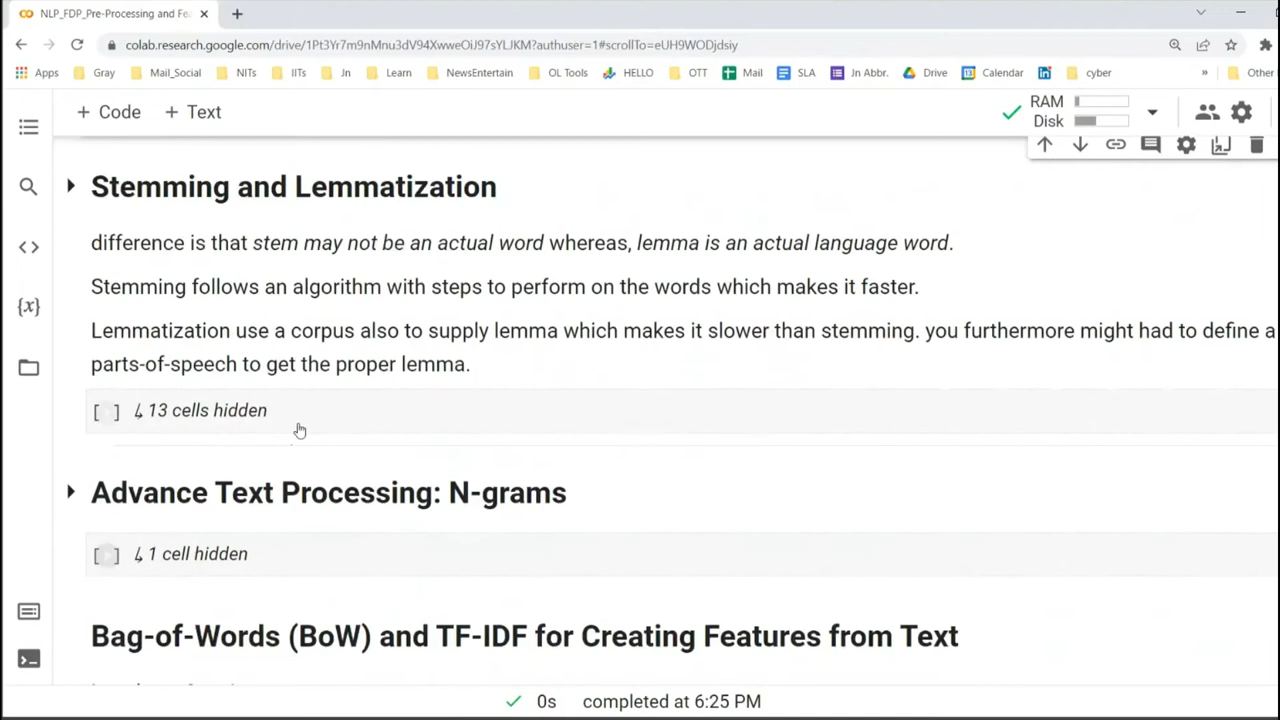 NLP_FDP_Pre-Processing and Fe
colab.research.google.com/drive/1Pt3Yr7m9nMnu3dV94XwweOiJ97sYLJKM?authuser=1#scrollTo=eUH9WODjdsiy
Apps Gray Mail_Social NITs IITs Jn Learn NewsEntertain OL Tools HELLO OTT Mail SLA Jn Abbr. Drive Calendar cyber » Other
+ Code + Text
RAM
Disk
Stemming and Lemmatization
difference is that stem may not be an actual word whereas, lemma is an actual language word.
Stemming follows an algorithm with steps to perform on the words which makes it faster.
Lemmatization use a corpus also to supply lemma which makes it slower than stemming. you furthermore might had to define a
parts-of-speech to get the proper lemma.
[ ] ↳ 13 cells hidden
Advance Text Processing: N-grams
[ ] ↳ 1 cell hidden
Bag-of-Words (BoW) and TF-IDF for Creating Features from Text
0s completed at 6:25 PM